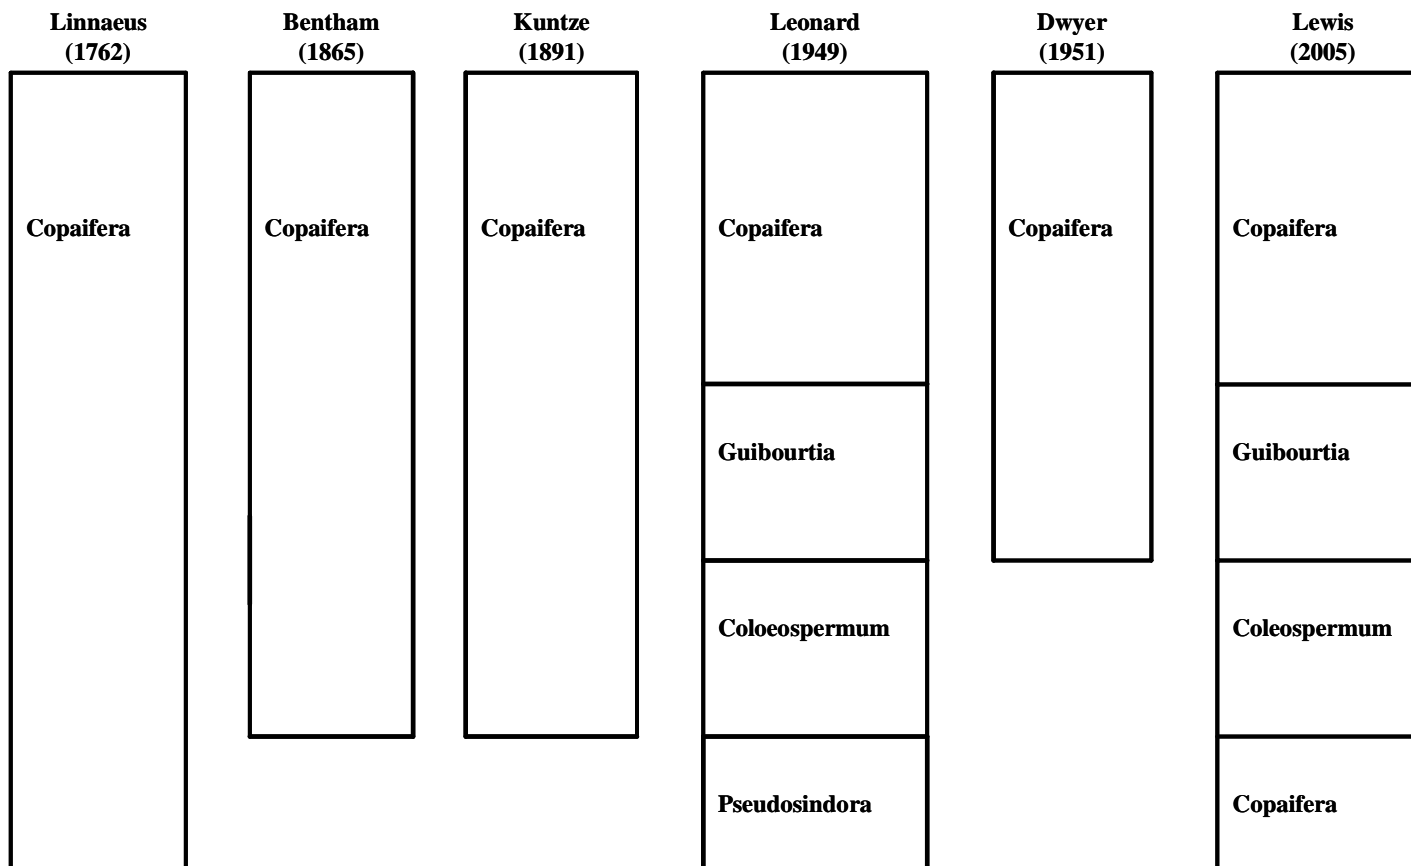 Linnaeus
(1762)
Bentham
(1865)
Kuntze
(1891)
Leonard
(1949)
Dwyer
(1951)
Lewis
(2005)
Copaifera
Copaifera
Copaifera
Copaifera
Copaifera
Copaifera
Guibourtia
Guibourtia
Coloeospermum
Coleospermum
Pseudosindora
Copaifera